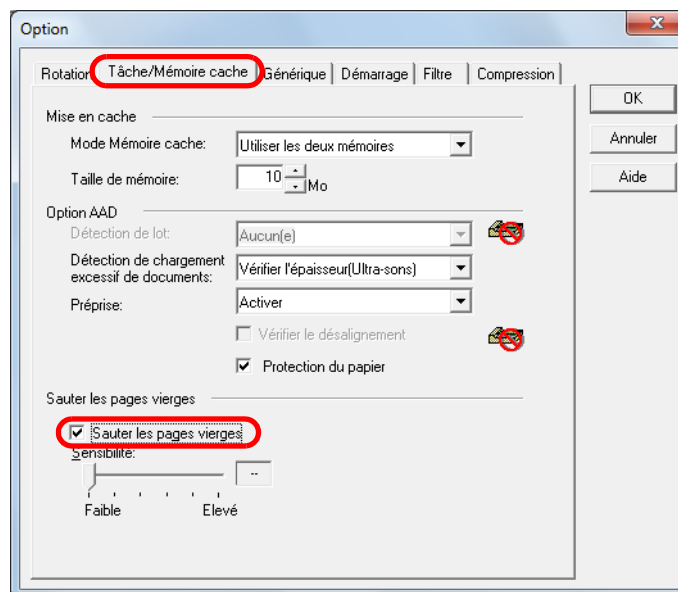 Option
Rotation Tâche/Mémoire cache Générique Démarrage Filtre Compression
OK
Mise en cache
Annuler
Mode Mémoire cache: Utiliser les deux mémoires
Aide
Taille de mémoire: 10 Mo
Option AAD
Détection de lot: Aucun(e)
Détection de chargement
excessif de documents: Vérifier l'épaisseur(Ultra-sons)
Préprise: Activer
Vérifier le désalignement
Protection du papier
Sauter les pages vierges
Sauter les pages vierges
Sensibilité:
--
Faible Elevé